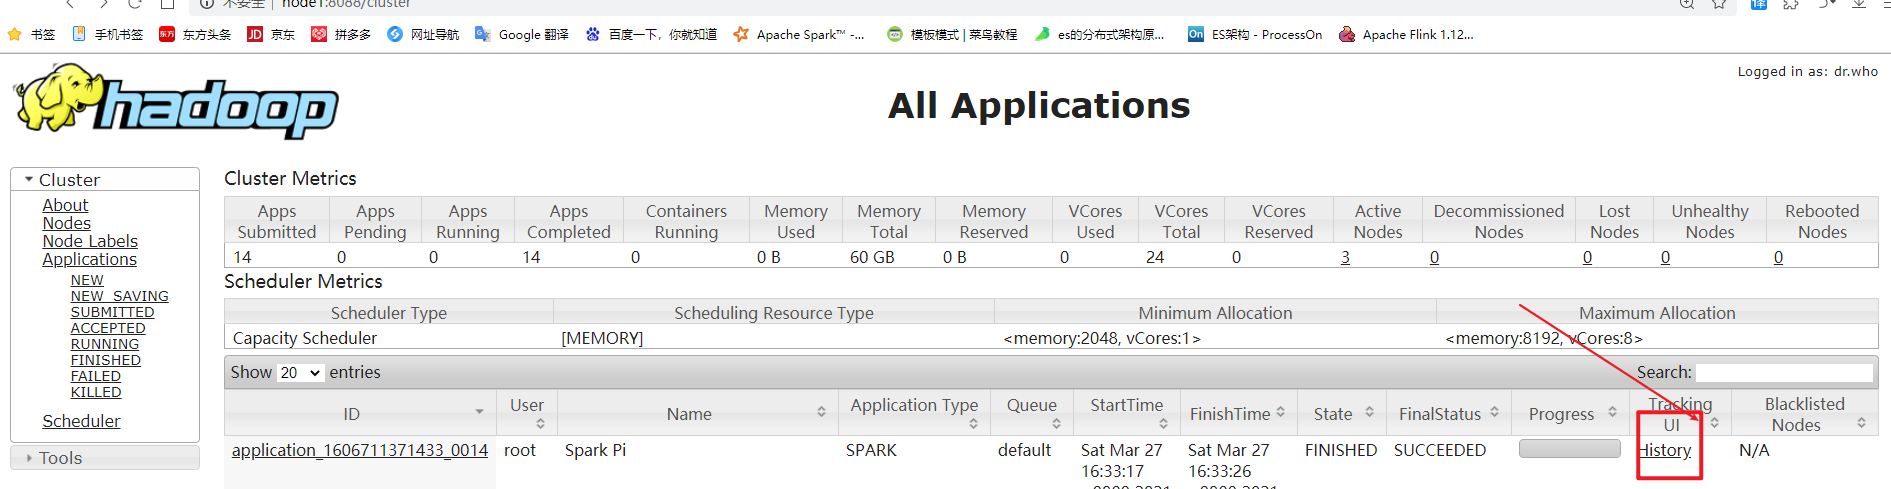 不安全 node1:8088/cluster
书签 手机书签 东方头条 京东 拼多多 网址导航 Google 翻译 百度一下，你就知道 Apache Spark™ -... 模板模式 | 菜鸟教程 es的分布式架构原... ES架构 - ProcessOn Apache Flink 1.12...
Logged in as: dr.who
hadoop
All Applications
Cluster
About
Nodes
Node Labels
Applications
NEW
NEW_SAVING
SUBMITTED
ACCEPTED
RUNNING
FINISHED
FAILED
KILLED
Scheduler
Tools
Cluster Metrics
Apps Submitted Apps Pending Apps Running Apps Completed Containers Running Memory Used Memory Total Memory Reserved VCores Used VCores Total VCores Reserved Active Nodes Decommissioned Nodes Lost Nodes Unhealthy Nodes Rebooted Nodes
14 0 0 14 0 0 B 60 GB 0 B 0 24 0 3 0 0 0 0
Scheduler Metrics
Scheduler Type Scheduling Resource Type Minimum Allocation Maximum Allocation
Capacity Scheduler [MEMORY] <memory:2048, vCores:1> <memory:8192, vCores:8>
Show 20 entries Search:
ID User Name Application Type Queue StartTime FinishTime State FinalStatus Progress Tracking UI Blacklisted Nodes
application_1606711371433_0014 root Spark Pi SPARK default Sat Mar 27 16:33:17 Sat Mar 27 16:33:26 FINISHED SUCCEEDED History N/A